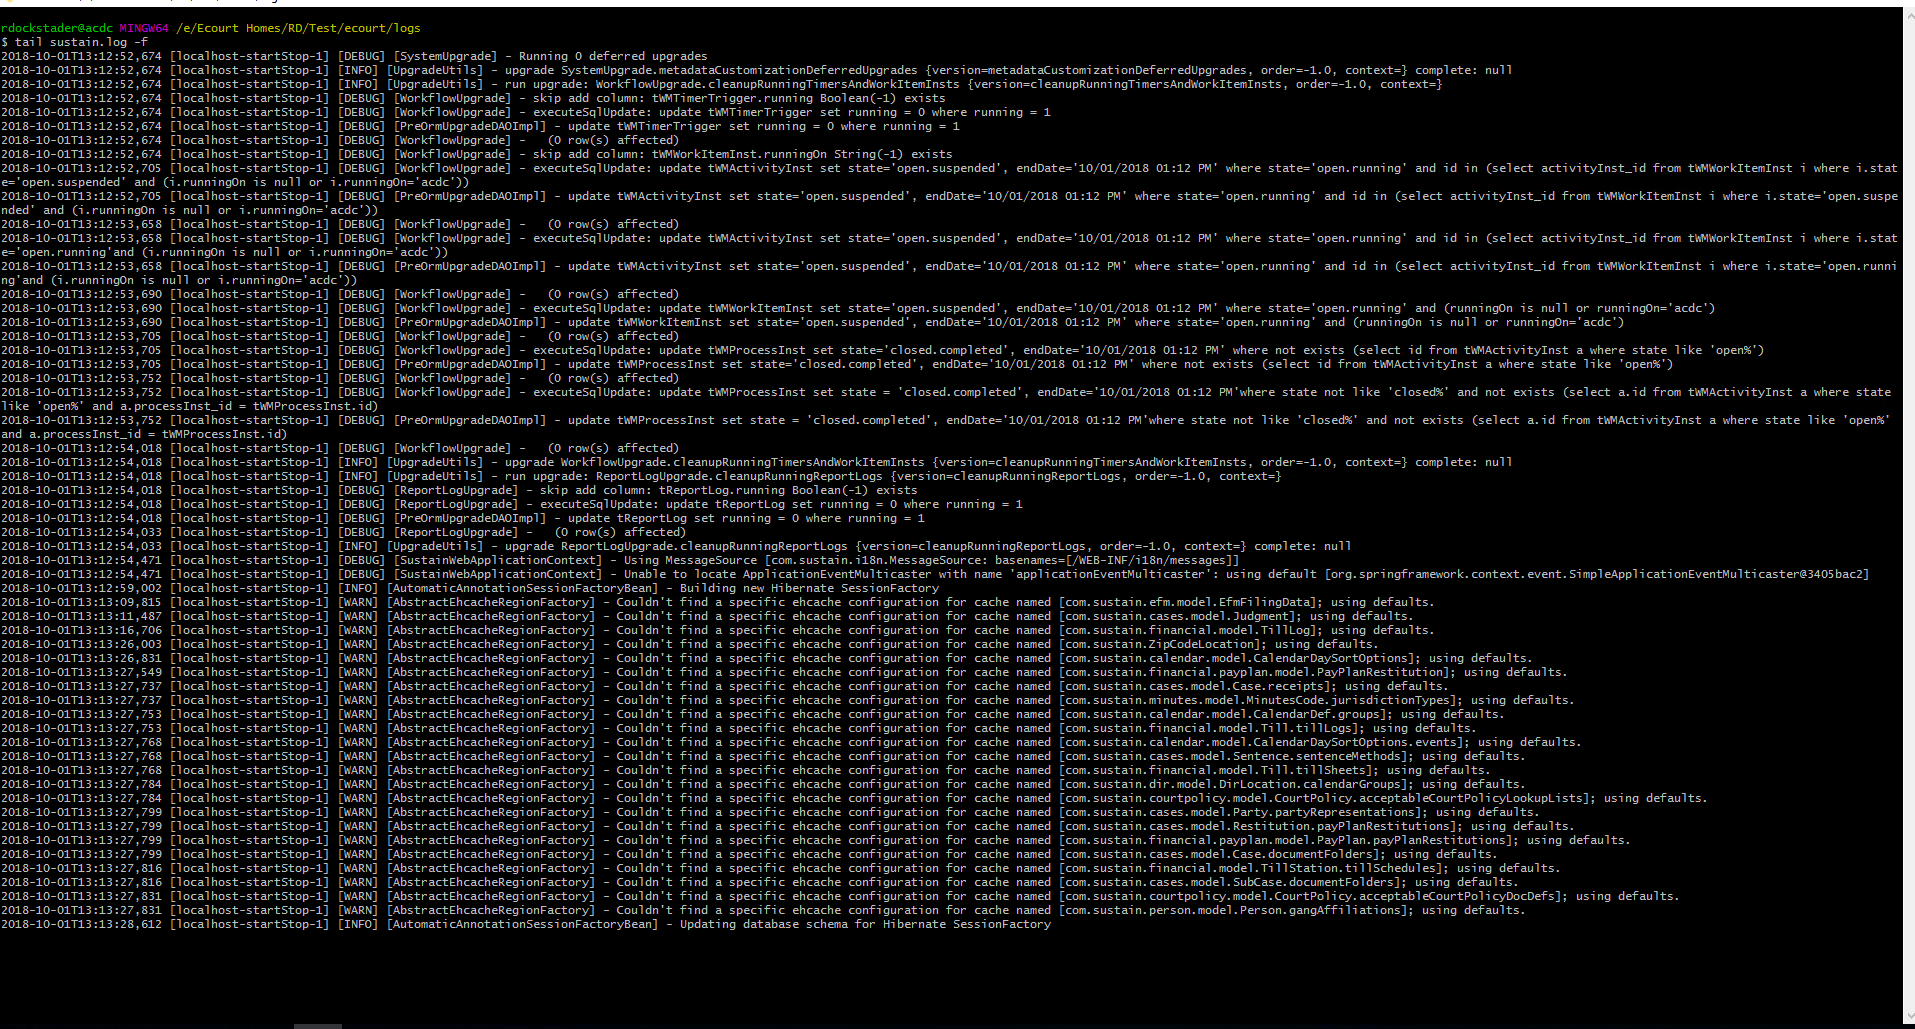 rdockstader@acdc MINGW64 /e/Ecourt Homes/RD/Test/ecourt/logs
$ tail sustain.log -f
2018-10-01T13:12:52,674 [localhost-startStop-1] [DEBUG] [SystemUpgrade] - Running 0 deferred upgrades
2018-10-01T13:12:52,674 [localhost-startStop-1] [INFO] [UpgradeUtils] - upgrade SystemUpgrade.metadataCustomizationDeferredUpgrades {version=metadataCustomizationDeferredUpgrades, order=-1.0, context=} complete: null
2018-10-01T13:12:52,674 [localhost-startStop-1] [INFO] [UpgradeUtils] - run upgrade: WorkflowUpgrade.cleanupRunningTimersAndWorkItemInsts {version=cleanupRunningTimersAndWorkItemInsts, order=-1.0, context=}
2018-10-01T13:12:52,674 [localhost-startStop-1] [DEBUG] [WorkflowUpgrade] - skip add column: tWMTimerTrigger.running Boolean(-1) exists
2018-10-01T13:12:52,674 [localhost-startStop-1] [DEBUG] [WorkflowUpgrade] - executeSqlUpdate: update tWMTimerTrigger set running = 0 where running = 1
2018-10-01T13:12:52,674 [localhost-startStop-1] [DEBUG] [PreOrmUpgradeDAOImpl] - update tWMTimerTrigger set running = 0 where running = 1
2018-10-01T13:12:52,674 [localhost-startStop-1] [DEBUG] [WorkflowUpgrade] -   (0 row(s) affected)
2018-10-01T13:12:52,674 [localhost-startStop-1] [DEBUG] [WorkflowUpgrade] - skip add column: tWMWorkItemInst.runningOn String(-1) exists
2018-10-01T13:12:52,705 [localhost-startStop-1] [DEBUG] [WorkflowUpgrade] - executeSqlUpdate: update tWMActivityInst set state='open.suspended', endDate='10/01/2018 01:12 PM' where state='open.running' and id in (select activityInst_id from tWMWorkItemInst i where i.stat
e='open.suspended' and (i.runningOn is null or i.runningOn='acdc'))
2018-10-01T13:12:52,705 [localhost-startStop-1] [DEBUG] [PreOrmUpgradeDAOImpl] - update tWMActivityInst set state='open.suspended', endDate='10/01/2018 01:12 PM' where state='open.running' and id in (select activityInst_id from tWMWorkItemInst i where i.state='open.suspe
nded' and (i.runningOn is null or i.runningOn='acdc'))
2018-10-01T13:12:53,658 [localhost-startStop-1] [DEBUG] [WorkflowUpgrade] -   (0 row(s) affected)
2018-10-01T13:12:53,658 [localhost-startStop-1] [DEBUG] [WorkflowUpgrade] - executeSqlUpdate: update tWMActivityInst set state='open.suspended', endDate='10/01/2018 01:12 PM' where state='open.running' and id in (select activityInst_id from tWMWorkItemInst i where i.stat
e='open.running'and (i.runningOn is null or i.runningOn='acdc'))
2018-10-01T13:12:53,658 [localhost-startStop-1] [DEBUG] [PreOrmUpgradeDAOImpl] - update tWMActivityInst set state='open.suspended', endDate='10/01/2018 01:12 PM' where state='open.running' and id in (select activityInst_id from tWMWorkItemInst i where i.state='open.runni
ng'and (i.runningOn is null or i.runningOn='acdc'))
2018-10-01T13:12:53,690 [localhost-startStop-1] [DEBUG] [WorkflowUpgrade] -   (0 row(s) affected)
2018-10-01T13:12:53,690 [localhost-startStop-1] [DEBUG] [WorkflowUpgrade] - executeSqlUpdate: update tWMWorkItemInst set state='open.suspended', endDate='10/01/2018 01:12 PM' where state='open.running' and (runningOn is null or runningOn='acdc')
2018-10-01T13:12:53,690 [localhost-startStop-1] [DEBUG] [PreOrmUpgradeDAOImpl] - update tWMWorkItemInst set state='open.suspended', endDate='10/01/2018 01:12 PM' where state='open.running' and (runningOn is null or runningOn='acdc')
2018-10-01T13:12:53,705 [localhost-startStop-1] [DEBUG] [WorkflowUpgrade] -   (0 row(s) affected)
2018-10-01T13:12:53,705 [localhost-startStop-1] [DEBUG] [WorkflowUpgrade] - executeSqlUpdate: update tWMProcessInst set state='closed.completed', endDate='10/01/2018 01:12 PM' where not exists (select id from tWMActivityInst a where state like 'open%')
2018-10-01T13:12:53,705 [localhost-startStop-1] [DEBUG] [PreOrmUpgradeDAOImpl] - update tWMProcessInst set state='closed.completed', endDate='10/01/2018 01:12 PM' where not exists (select id from tWMActivityInst a where state like 'open%')
2018-10-01T13:12:53,752 [localhost-startStop-1] [DEBUG] [WorkflowUpgrade] -   (0 row(s) affected)
2018-10-01T13:12:53,752 [localhost-startStop-1] [DEBUG] [WorkflowUpgrade] - executeSqlUpdate: update tWMProcessInst set state = 'closed.completed', endDate='10/01/2018 01:12 PM'where state not like 'closed%' and not exists (select a.id from tWMActivityInst a where state
like 'open%' and a.processInst_id = tWMProcessInst.id)
2018-10-01T13:12:53,752 [localhost-startStop-1] [DEBUG] [PreOrmUpgradeDAOImpl] - update tWMProcessInst set state = 'closed.completed', endDate='10/01/2018 01:12 PM'where state not like 'closed%' and not exists (select a.id from tWMActivityInst a where state like 'open%'
and a.processInst_id = tWMProcessInst.id)
2018-10-01T13:12:54,018 [localhost-startStop-1] [DEBUG] [WorkflowUpgrade] -   (0 row(s) affected)
2018-10-01T13:12:54,018 [localhost-startStop-1] [INFO] [UpgradeUtils] - upgrade WorkflowUpgrade.cleanupRunningTimersAndWorkItemInsts {version=cleanupRunningTimersAndWorkItemInsts, order=-1.0, context=} complete: null
2018-10-01T13:12:54,018 [localhost-startStop-1] [INFO] [UpgradeUtils] - run upgrade: ReportLogUpgrade.cleanupRunningReportLogs {version=cleanupRunningReportLogs, order=-1.0, context=}
2018-10-01T13:12:54,018 [localhost-startStop-1] [DEBUG] [ReportLogUpgrade] - skip add column: tReportLog.running Boolean(-1) exists
2018-10-01T13:12:54,018 [localhost-startStop-1] [DEBUG] [ReportLogUpgrade] - executeSqlUpdate: update tReportLog set running = 0 where running = 1
2018-10-01T13:12:54,018 [localhost-startStop-1] [DEBUG] [PreOrmUpgradeDAOImpl] - update tReportLog set running = 0 where running = 1
2018-10-01T13:12:54,033 [localhost-startStop-1] [DEBUG] [ReportLogUpgrade] -   (0 row(s) affected)
2018-10-01T13:12:54,033 [localhost-startStop-1] [INFO] [UpgradeUtils] - upgrade ReportLogUpgrade.cleanupRunningReportLogs {version=cleanupRunningReportLogs, order=-1.0, context=} complete: null
2018-10-01T13:12:54,471 [localhost-startStop-1] [DEBUG] [SustainWebApplicationContext] - Using MessageSource [com.sustain.i18n.MessageSource: basenames=[/WEB-INF/i18n/messages]]
2018-10-01T13:12:54,471 [localhost-startStop-1] [DEBUG] [SustainWebApplicationContext] - Unable to locate ApplicationEventMulticaster with name 'applicationEventMulticaster': using default [org.springframework.context.event.SimpleApplicationEventMulticaster@3405bac2]
2018-10-01T13:12:59,002 [localhost-startStop-1] [INFO] [AutomaticAnnotationSessionFactoryBean] - Building new Hibernate SessionFactory
2018-10-01T13:13:09,815 [localhost-startStop-1] [WARN] [AbstractEhcacheRegionFactory] - Couldn't find a specific ehcache configuration for cache named [com.sustain.efm.model.EfmFilingData]; using defaults.
2018-10-01T13:13:11,487 [localhost-startStop-1] [WARN] [AbstractEhcacheRegionFactory] - Couldn't find a specific ehcache configuration for cache named [com.sustain.cases.model.Judgment]; using defaults.
2018-10-01T13:13:16,706 [localhost-startStop-1] [WARN] [AbstractEhcacheRegionFactory] - Couldn't find a specific ehcache configuration for cache named [com.sustain.financial.model.TillLog]; using defaults.
2018-10-01T13:13:26,003 [localhost-startStop-1] [WARN] [AbstractEhcacheRegionFactory] - Couldn't find a specific ehcache configuration for cache named [com.sustain.ZipCodeLocation]; using defaults.
2018-10-01T13:13:26,831 [localhost-startStop-1] [WARN] [AbstractEhcacheRegionFactory] - Couldn't find a specific ehcache configuration for cache named [com.sustain.calendar.model.CalendarDaySortOptions]; using defaults.
2018-10-01T13:13:27,549 [localhost-startStop-1] [WARN] [AbstractEhcacheRegionFactory] - Couldn't find a specific ehcache configuration for cache named [com.sustain.financial.payplan.model.PayPlanRestitution]; using defaults.
2018-10-01T13:13:27,737 [localhost-startStop-1] [WARN] [AbstractEhcacheRegionFactory] - Couldn't find a specific ehcache configuration for cache named [com.sustain.cases.model.Case.receipts]; using defaults.
2018-10-01T13:13:27,737 [localhost-startStop-1] [WARN] [AbstractEhcacheRegionFactory] - Couldn't find a specific ehcache configuration for cache named [com.sustain.minutes.model.MinutesCode.jurisdictionTypes]; using defaults.
2018-10-01T13:13:27,753 [localhost-startStop-1] [WARN] [AbstractEhcacheRegionFactory] - Couldn't find a specific ehcache configuration for cache named [com.sustain.calendar.model.CalendarDef.groups]; using defaults.
2018-10-01T13:13:27,753 [localhost-startStop-1] [WARN] [AbstractEhcacheRegionFactory] - Couldn't find a specific ehcache configuration for cache named [com.sustain.financial.model.Till.tillLogs]; using defaults.
2018-10-01T13:13:27,768 [localhost-startStop-1] [WARN] [AbstractEhcacheRegionFactory] - Couldn't find a specific ehcache configuration for cache named [com.sustain.calendar.model.CalendarDaySortOptions.events]; using defaults.
2018-10-01T13:13:27,768 [localhost-startStop-1] [WARN] [AbstractEhcacheRegionFactory] - Couldn't find a specific ehcache configuration for cache named [com.sustain.cases.model.Sentence.sentenceMethods]; using defaults.
2018-10-01T13:13:27,768 [localhost-startStop-1] [WARN] [AbstractEhcacheRegionFactory] - Couldn't find a specific ehcache configuration for cache named [com.sustain.financial.model.Till.tillSheets]; using defaults.
2018-10-01T13:13:27,784 [localhost-startStop-1] [WARN] [AbstractEhcacheRegionFactory] - Couldn't find a specific ehcache configuration for cache named [com.sustain.dir.model.DirLocation.calendarGroups]; using defaults.
2018-10-01T13:13:27,784 [localhost-startStop-1] [WARN] [AbstractEhcacheRegionFactory] - Couldn't find a specific ehcache configuration for cache named [com.sustain.courtpolicy.model.CourtPolicy.acceptableCourtPolicyLookupLists]; using defaults.
2018-10-01T13:13:27,799 [localhost-startStop-1] [WARN] [AbstractEhcacheRegionFactory] - Couldn't find a specific ehcache configuration for cache named [com.sustain.cases.model.Party.partyRepresentations]; using defaults.
2018-10-01T13:13:27,799 [localhost-startStop-1] [WARN] [AbstractEhcacheRegionFactory] - Couldn't find a specific ehcache configuration for cache named [com.sustain.cases.model.Restitution.payPlanRestitutions]; using defaults.
2018-10-01T13:13:27,799 [localhost-startStop-1] [WARN] [AbstractEhcacheRegionFactory] - Couldn't find a specific ehcache configuration for cache named [com.sustain.financial.payplan.model.PayPlan.payPlanRestitutions]; using defaults.
2018-10-01T13:13:27,799 [localhost-startStop-1] [WARN] [AbstractEhcacheRegionFactory] - Couldn't find a specific ehcache configuration for cache named [com.sustain.cases.model.Case.documentFolders]; using defaults.
2018-10-01T13:13:27,816 [localhost-startStop-1] [WARN] [AbstractEhcacheRegionFactory] - Couldn't find a specific ehcache configuration for cache named [com.sustain.financial.model.TillStation.tillSchedules]; using defaults.
2018-10-01T13:13:27,816 [localhost-startStop-1] [WARN] [AbstractEhcacheRegionFactory] - Couldn't find a specific ehcache configuration for cache named [com.sustain.cases.model.SubCase.documentFolders]; using defaults.
2018-10-01T13:13:27,831 [localhost-startStop-1] [WARN] [AbstractEhcacheRegionFactory] - Couldn't find a specific ehcache configuration for cache named [com.sustain.courtpolicy.model.CourtPolicy.acceptableCourtPolicyDocDefs]; using defaults.
2018-10-01T13:13:27,831 [localhost-startStop-1] [WARN] [AbstractEhcacheRegionFactory] - Couldn't find a specific ehcache configuration for cache named [com.sustain.person.model.Person.gangAffiliations]; using defaults.
2018-10-01T13:13:28,612 [localhost-startStop-1] [INFO] [AutomaticAnnotationSessionFactoryBean] - Updating database schema for Hibernate SessionFactory